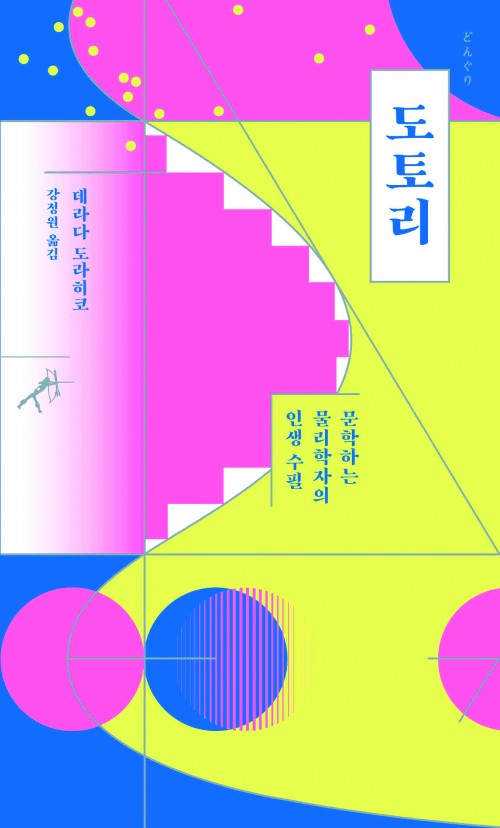 どんぐり
도토리
데라다 도라히코
강정원 옮김
문학하는
물리학자의
인생 수필